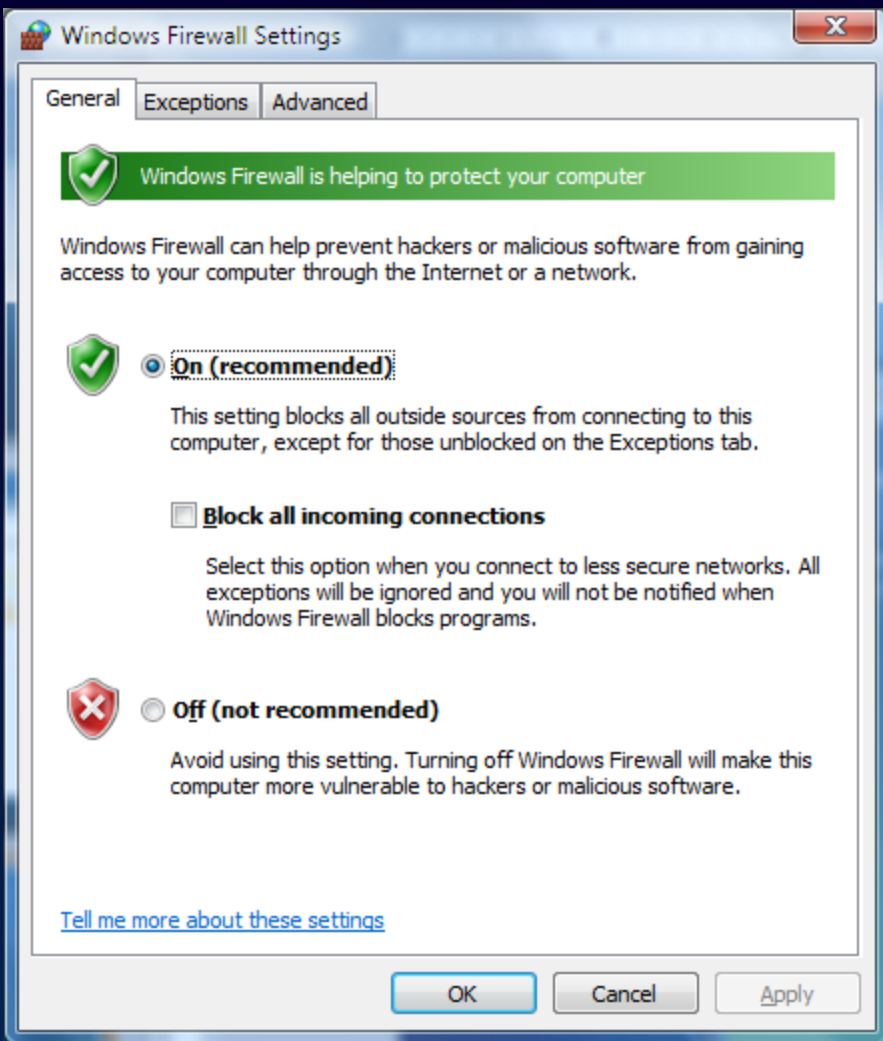 Windows Firewall Settings
General Exceptions Advanced
Windows Firewall is helping to protect your computer
Windows Firewall can help prevent hackers or malicious software from gaining
access to your computer through the Internet or a network.
On (recommended)
This setting blocks all outside sources from connecting to this
computer, except for those unblocked on the Exceptions tab.
Block all incoming connections
Select this option when you connect to less secure networks. All
exceptions will be ignored and you will not be notified when
Windows Firewall blocks programs.
Off (not recommended)
Avoid using this setting. Turning off Windows Firewall will make this
computer more vulnerable to hackers or malicious software.
Tell me more about these settings
OK Cancel Apply